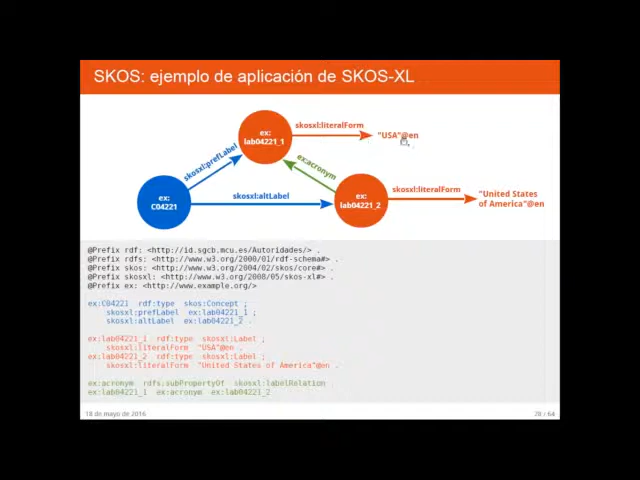 SKOS: ejemplo de aplicación de SKOS-XL
skosxl:literalForm
ex:
lab04221_1
"USA"@en
skosxl:prefLabel
ex:acronym
ex:
C04221
skosxl:altLabel
ex:
lab04221_2
skosxl:literalForm
"United States
of America"@en
@Prefix rdf: <http://id.sgcb.mcu.es/Autoridades/> .
@Prefix rdfs: <http://www.w3.org/2000/01/rdf-schema#> .
@Prefix skos: <http://www.w3.org/2004/02/skos/core#> .
@Prefix skosxl: <http://www.w3.org/2008/05/skos-xl#> .
@Prefix ex: <http://www.example.org/>
ex:C04221 rdf:type skos:Concept ;
skosxl:prefLabel ex:lab04221_1 ;
skosxl:altLabel ex:lab04221_2 .
ex:lab04221_1 rdf:type skosxl:Label ;
skosxl:literalForm "USA"@en .
ex:lab04221_2 rdf:type skosxl:Label ;
skosxl:literalForm "United States of America"@en .
ex:acronym rdfs:subPropertyOf skosxl:labelRelation .
ex:lab04221_1 ex:acronym ex:lab04221_2
18 de mayo de 2016
28 / 64